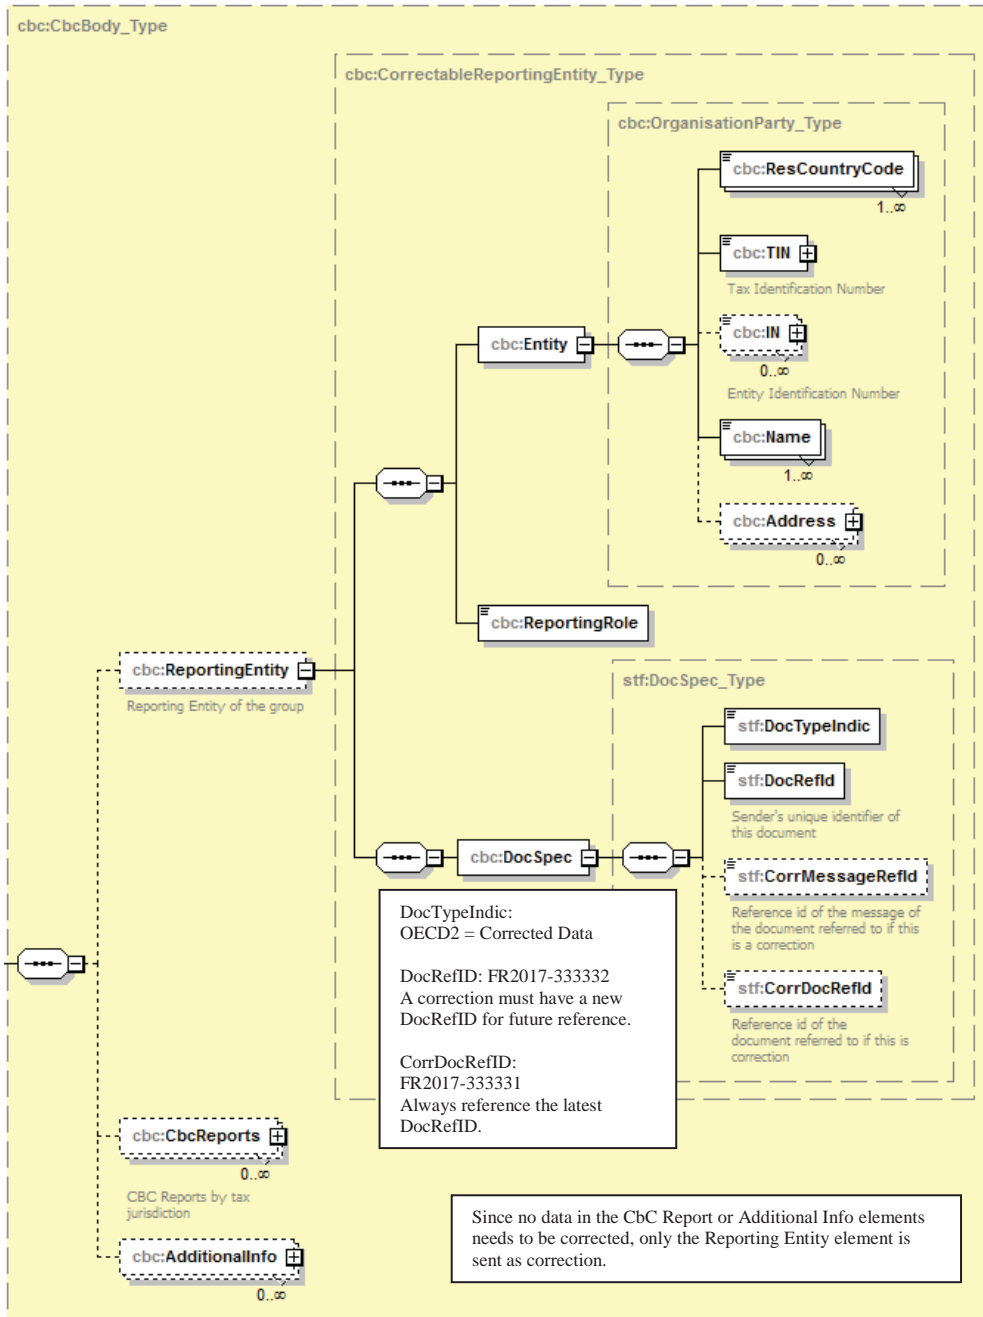 cbc:CbcBody_Type
cbc:CorrectableReportingEntity_Type
cbc:OrganisationParty_Type
cbc:ResCountryCode
1..∞
cbc:TIN
Tax Identification Number
cbc:IN
0..∞
Entity Identification Number
cbc:Entity
cbc:Name
1..∞
cbc:Address
0..∞
cbc:ReportingRole
cbc:ReportingEntity
Reporting Entity of the group
stf:DocSpec_Type
stf:DocTypeIndic
stf:DocRefId
Sender's unique identifier of
this document
cbc:DocSpec
stf:CorrMessageRefId
Reference id of the message of
the document referred to if this
is a correction
stf:CorrDocRefId
Reference id of the
document referred to if this is
correction
DocTypeIndic:
OECD2 = Corrected Data
DocRefID: FR2017-333332
A correction must have a new
DocRefID for future reference.
CorrDocRefID:
FR2017-333331
Always reference the latest
DocRefID.
cbc:CbcReports
0..∞
CBC Reports by tax
jurisdiction
cbc:AdditionalInfo
0..∞
Since no data in the CbC Report or Additional Info elements
needs to be corrected, only the Reporting Entity element is
sent as correction.